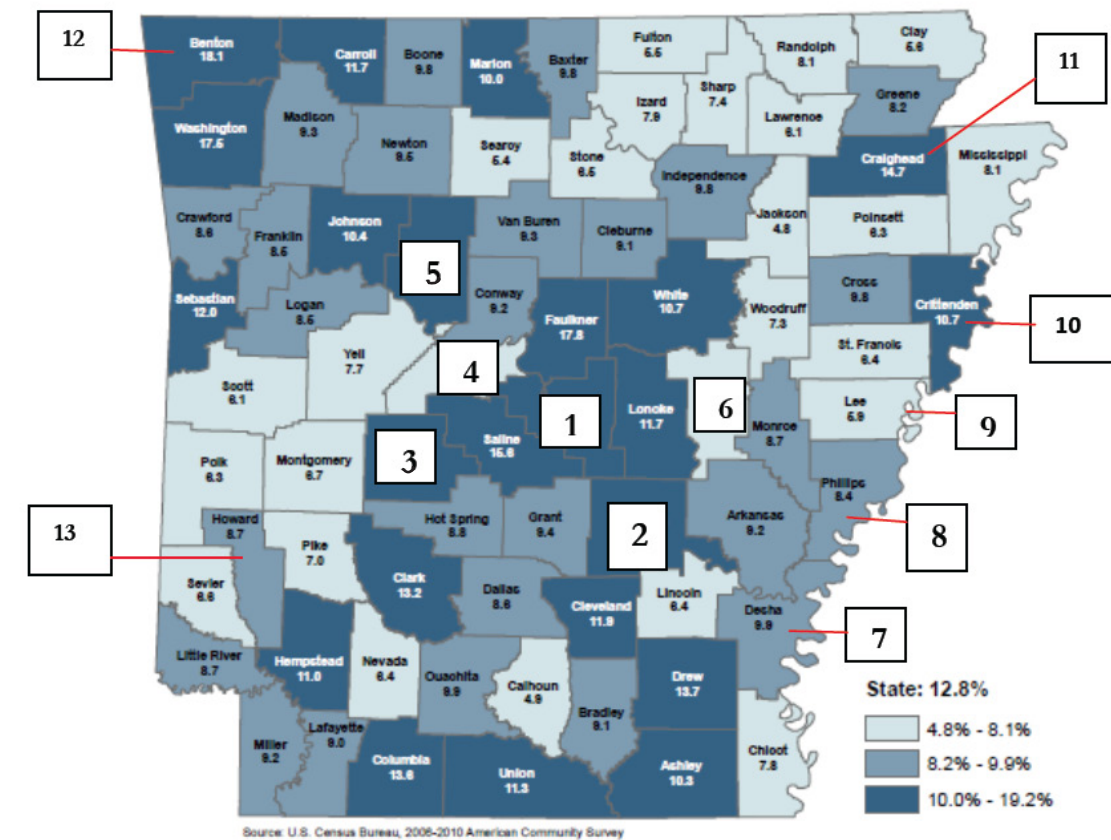 12
Benton
18.1
Carroll
11.7
Boone
9.8
Marion
10.0
Baxter
9.8
Fulton
5.5
Randolph
8.1
Clay
5.6
11
Washington
17.5
Madison
9.3
Newton
9.5
Searcy
5.4
Stone
6.5
Izard
7.9
Sharp
7.4
Lawrence
6.1
Greene
8.2
Craighead
14.7
Mississippi
8.1
Independence
9.8
Jackson
4.8
Poinsett
6.3
Crawford
8.6
Franklin
8.5
Johnson
10.4
5
Van Buren
9.3
Cleburne
9.1
Sebastian
12.0
Logan
8.5
Conway
9.2
Faulkner
17.8
White
10.7
Woodruff
7.3
Cross
9.8
Crittenden
10.7
10
St. Francis
6.4
Yell
7.7
4
Scott
6.1
Saline
15.6
1
Lonoke
11.7
6
Monroe
8.7
Lee
5.9
9
Polk
6.3
Montgomery
6.7
3
Phillips
8.4
8
13
Howard
8.7
Pike
7.0
Hot Spring
8.8
Grant
9.4
2
Arkansas
9.2
Sevier
6.6
Clark
13.2
Dallas
8.6
Cleveland
11.9
Lincoln
6.4
Desha
9.9
7
Little River
8.7
Hempstead
11.0
Nevada
6.4
Ouachita
9.9
Calhoun
4.9
Bradley
9.1
Drew
13.7
Miller
9.2
Lafayette
9.0
Columbia
13.6
Union
11.3
Ashley
10.3
Chicot
7.8
State: 12.8%
4.8% - 8.1%
8.2% - 9.9%
10.0% - 19.2%
Source: U.S. Census Bureau, 2006-2010 American Community Survey